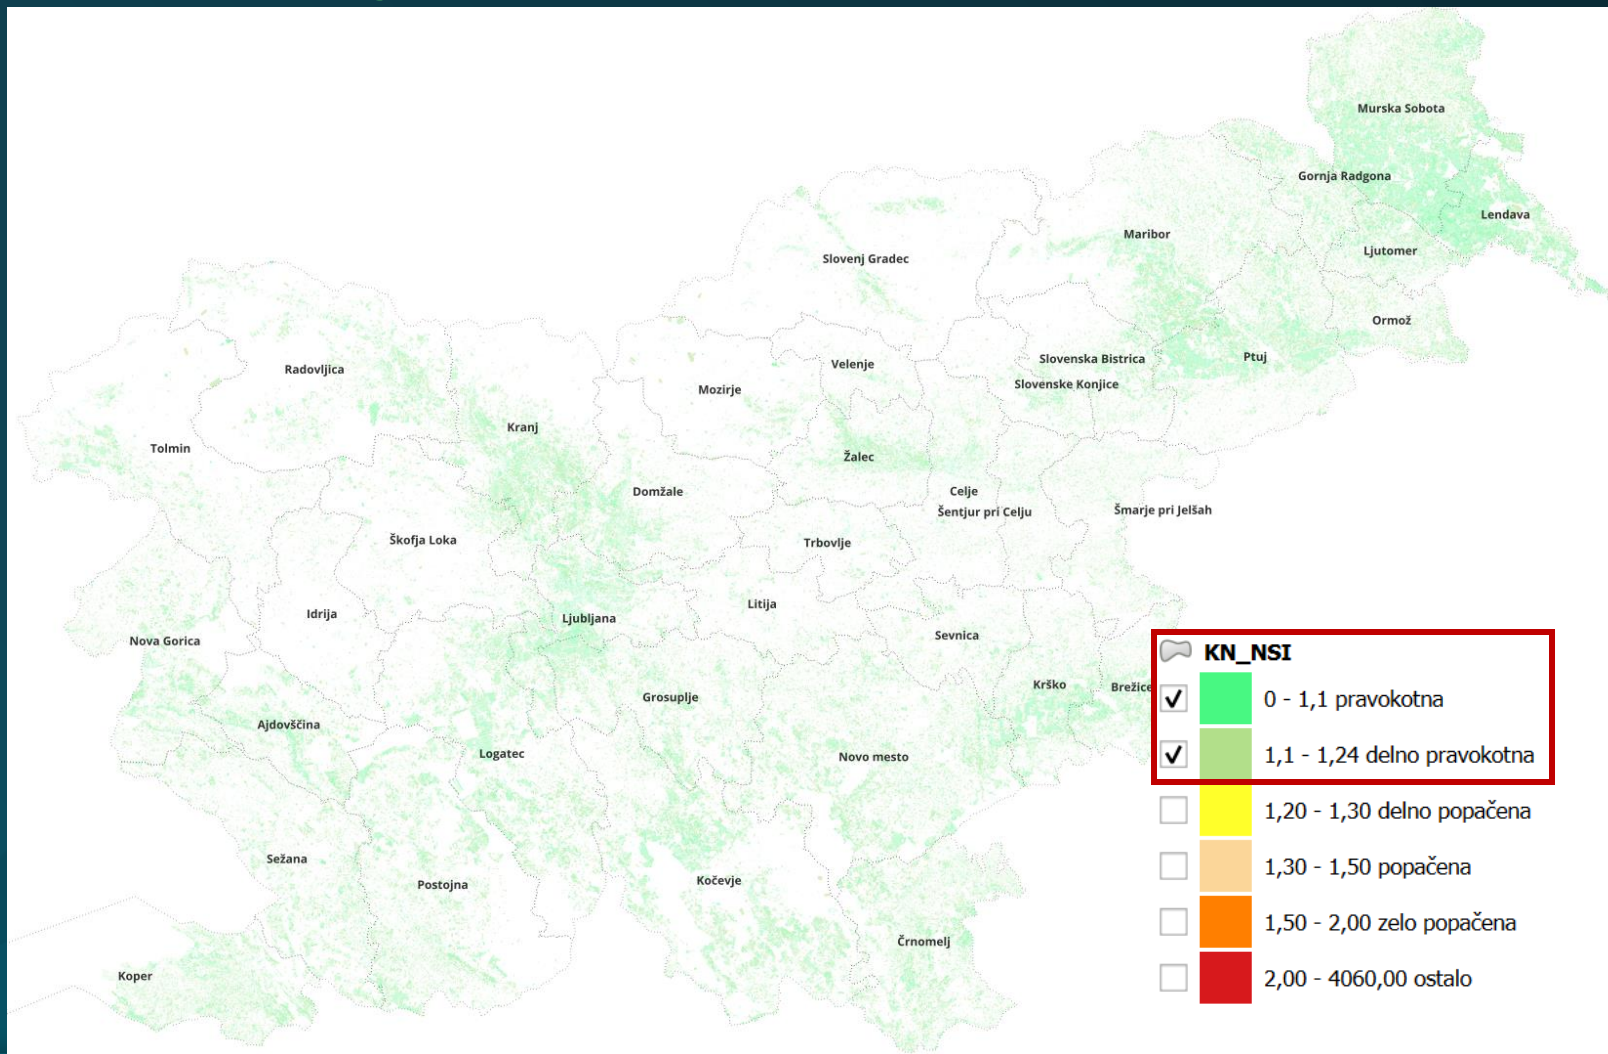 Murska Sobota
Gornja Radgona
Lendava
Maribor
Ljutomer
Slovenj Gradec
Ormož
Slovenska Bistrica
Ptuj
Velenje
Radovljica
Slovenske Konjice
Mozirje
Kranj
Tolmin
Žalec
Domžale
Celje
Šentjur pri Celju
Šmarje pri Jelšah
Škofja Loka
Trbovlje
Litija
Idrija
Ljubljana
Sevnica
Nova Gorica
Krško
Brežice
Grosuplje
Ajdovščina
Logatec
Novo mesto
Sežana
Kočevje
Postojna
Črnomelj
Koper
KN_NSI
0 - 1,1 pravokotna
1,1 - 1,24 delno pravokotna
1,20 - 1,30 delno popačena
1,30 - 1,50 popačena
1,50 - 2,00 zelo popačena
2,00 - 4060,00 ostalo